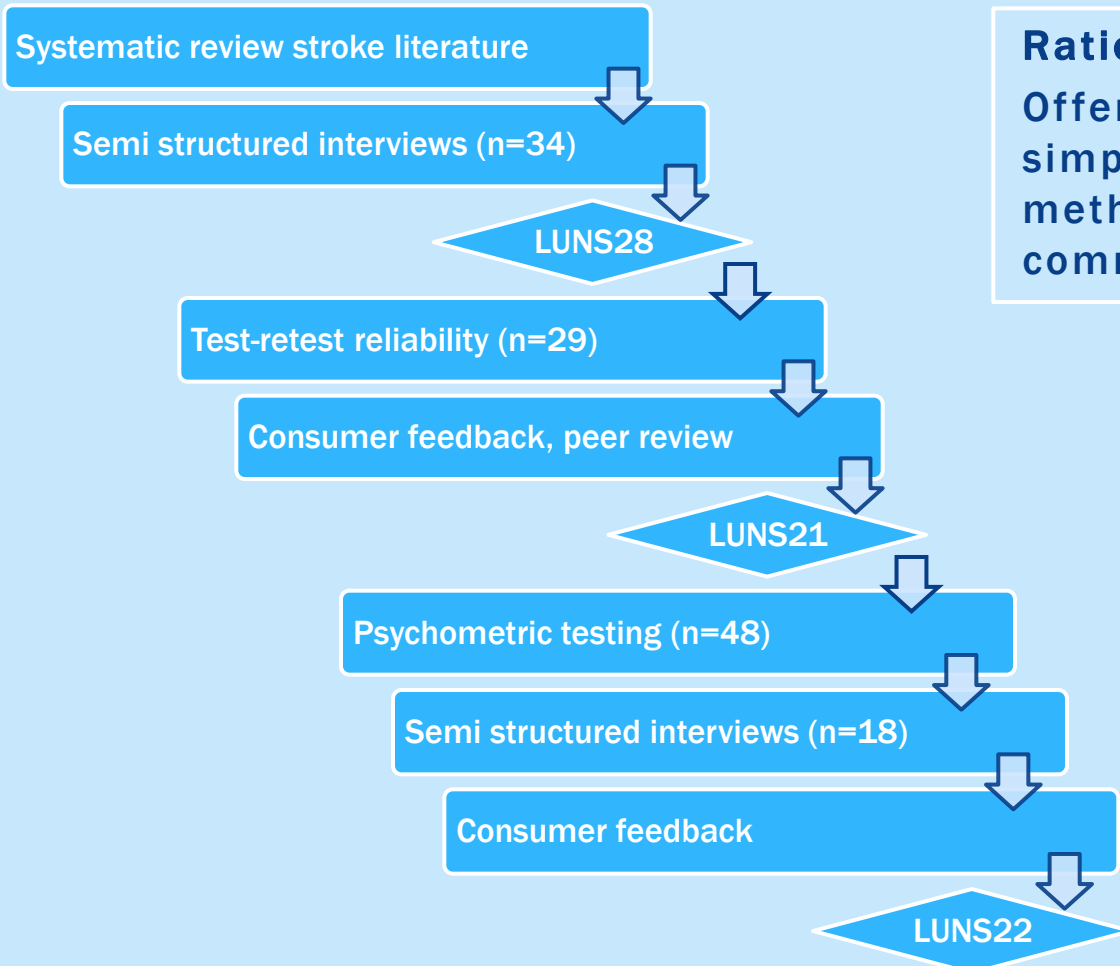 Systematic review stroke literature
Semi structured interviews (n=34)
LUNS28
Test-retest reliability (n=29)
Consumer feedback, peer review
LUNS21
Psychometric testing (n=48)
Semi structured interviews (n=18)
Consumer feedback
LUNS22